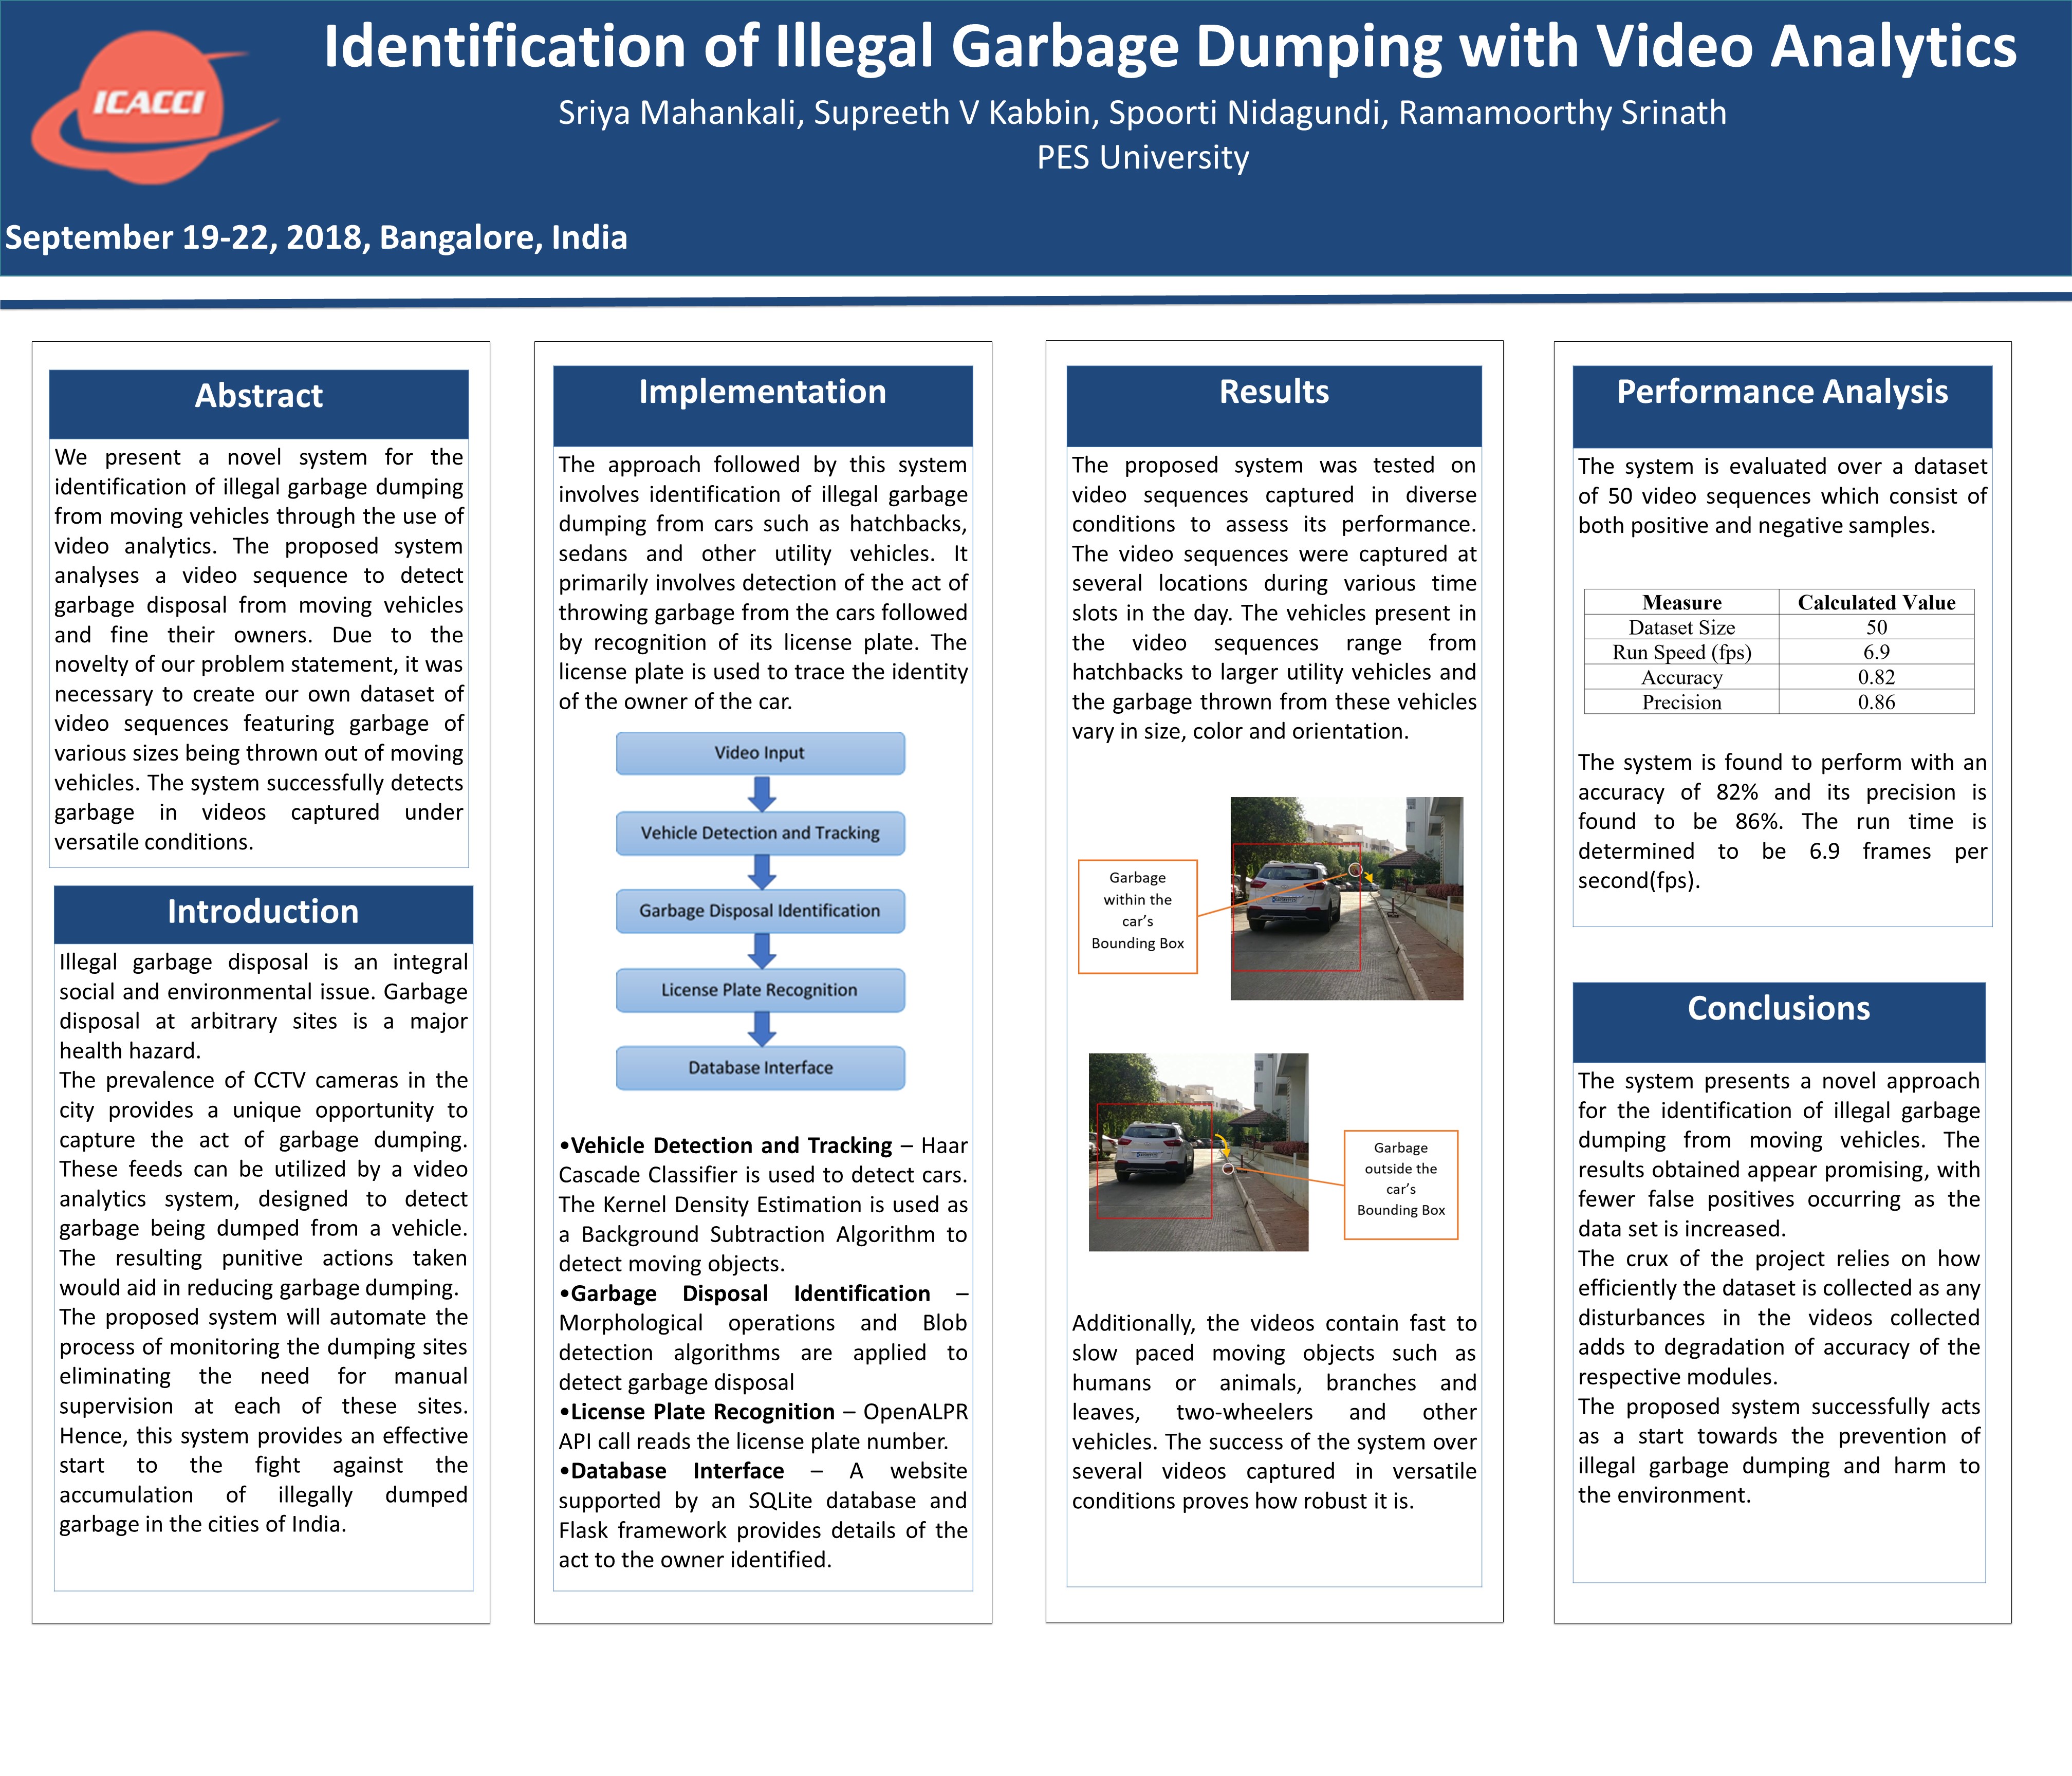 ICACCI
Identification of Illegal Garbage Dumping with Video Analytics
Sriya Mahankali, Supreeth V Kabbin, Spoorti Nidagundi, Ramamoorthy Srinath
PES University
September 19-22, 2018, Bangalore, India
Abstract
We present a novel system for the
identification of illegal garbage dumping
from moving vehicles through the use of
video analytics. The proposed system
analyses a video sequence to detect
garbage disposal from moving vehicles
and fine their owners. Due to the
novelty of our problem statement, it was
necessary to create our own dataset of
video sequences featuring garbage of
various sizes being thrown out of moving
vehicles. The system successfully detects
garbage in videos captured under
versatile conditions.
Introduction
Illegal garbage disposal is an integral
social and environmental issue. Garbage
disposal at arbitrary sites is a major
health hazard.
The prevalence of CCTV cameras in the
city provides a unique opportunity to
capture the act of garbage dumping.
These feeds can be utilized by a video
analytics system, designed to detect
garbage being dumped from a vehicle.
The resulting punitive actions taken
would aid in reducing garbage dumping.
The proposed system will automate the
process of monitoring the dumping sites
eliminating the need for manual
supervision at each of these sites.
Hence, this system provides an effective
start to the fight against the
accumulation of illegally dumped
garbage in the cities of India.
Implementation
The approach followed by this system
involves identification of illegal garbage
dumping from cars such as hatchbacks,
sedans and other utility vehicles. It
primarily involves detection of the act of
throwing garbage from the cars followed
by recognition of its license plate. The
license plate is used to trace the identity
of the owner of the car.
Video Input
Vehicle Detection and Tracking
Garbage Disposal Identification
License Plate Recognition
Database Interface
•Vehicle Detection and Tracking – Haar
Cascade Classifier is used to detect cars.
The Kernel Density Estimation is used as
a Background Subtraction Algorithm to
detect moving objects.
•Garbage Disposal Identification –
Morphological operations and Blob
detection algorithms are applied to
detect garbage disposal
•License Plate Recognition – OpenALPR
API call reads the license plate number.
•Database Interface – A website
supported by an SQLite database and
Flask framework provides details of the
act to the owner identified.
Results
The proposed system was tested on
video sequences captured in diverse
conditions to assess its performance.
The video sequences were captured at
several locations during various time
slots in the day. The vehicles present in
the video sequences range from
hatchbacks to larger utility vehicles and
the garbage thrown from these vehicles
vary in size, color and orientation.
Garbage
within the
car's
Bounding Box
Garbage
outside the
car's
Bounding Box
Additionally, the videos contain fast to
slow paced moving objects such as
humans or animals, branches and
leaves, two-wheelers and other
vehicles. The success of the system over
several videos captured in versatile
conditions proves how robust it is.
Performance Analysis
The system is evaluated over a dataset
of 50 video sequences which consist of
both positive and negative samples.
Measure Calculated Value
Dataset Size 50
Run Speed (fps) 6.9
Accuracy 0.82
Precision 0.86
The system is found to perform with an
accuracy of 82% and its precision is
found to be 86%. The run time is
determined to be 6.9 frames per
second(fps).
Conclusions
The system presents a novel approach
for the identification of illegal garbage
dumping from moving vehicles. The
results obtained appear promising, with
fewer false positives occurring as the
data set is increased.
The crux of the project relies on how
efficiently the dataset is collected as any
disturbances in the videos collected
adds to degradation of accuracy of the
respective modules.
The proposed system successfully acts
as a start towards the prevention of
illegal garbage dumping and harm to
the environment.